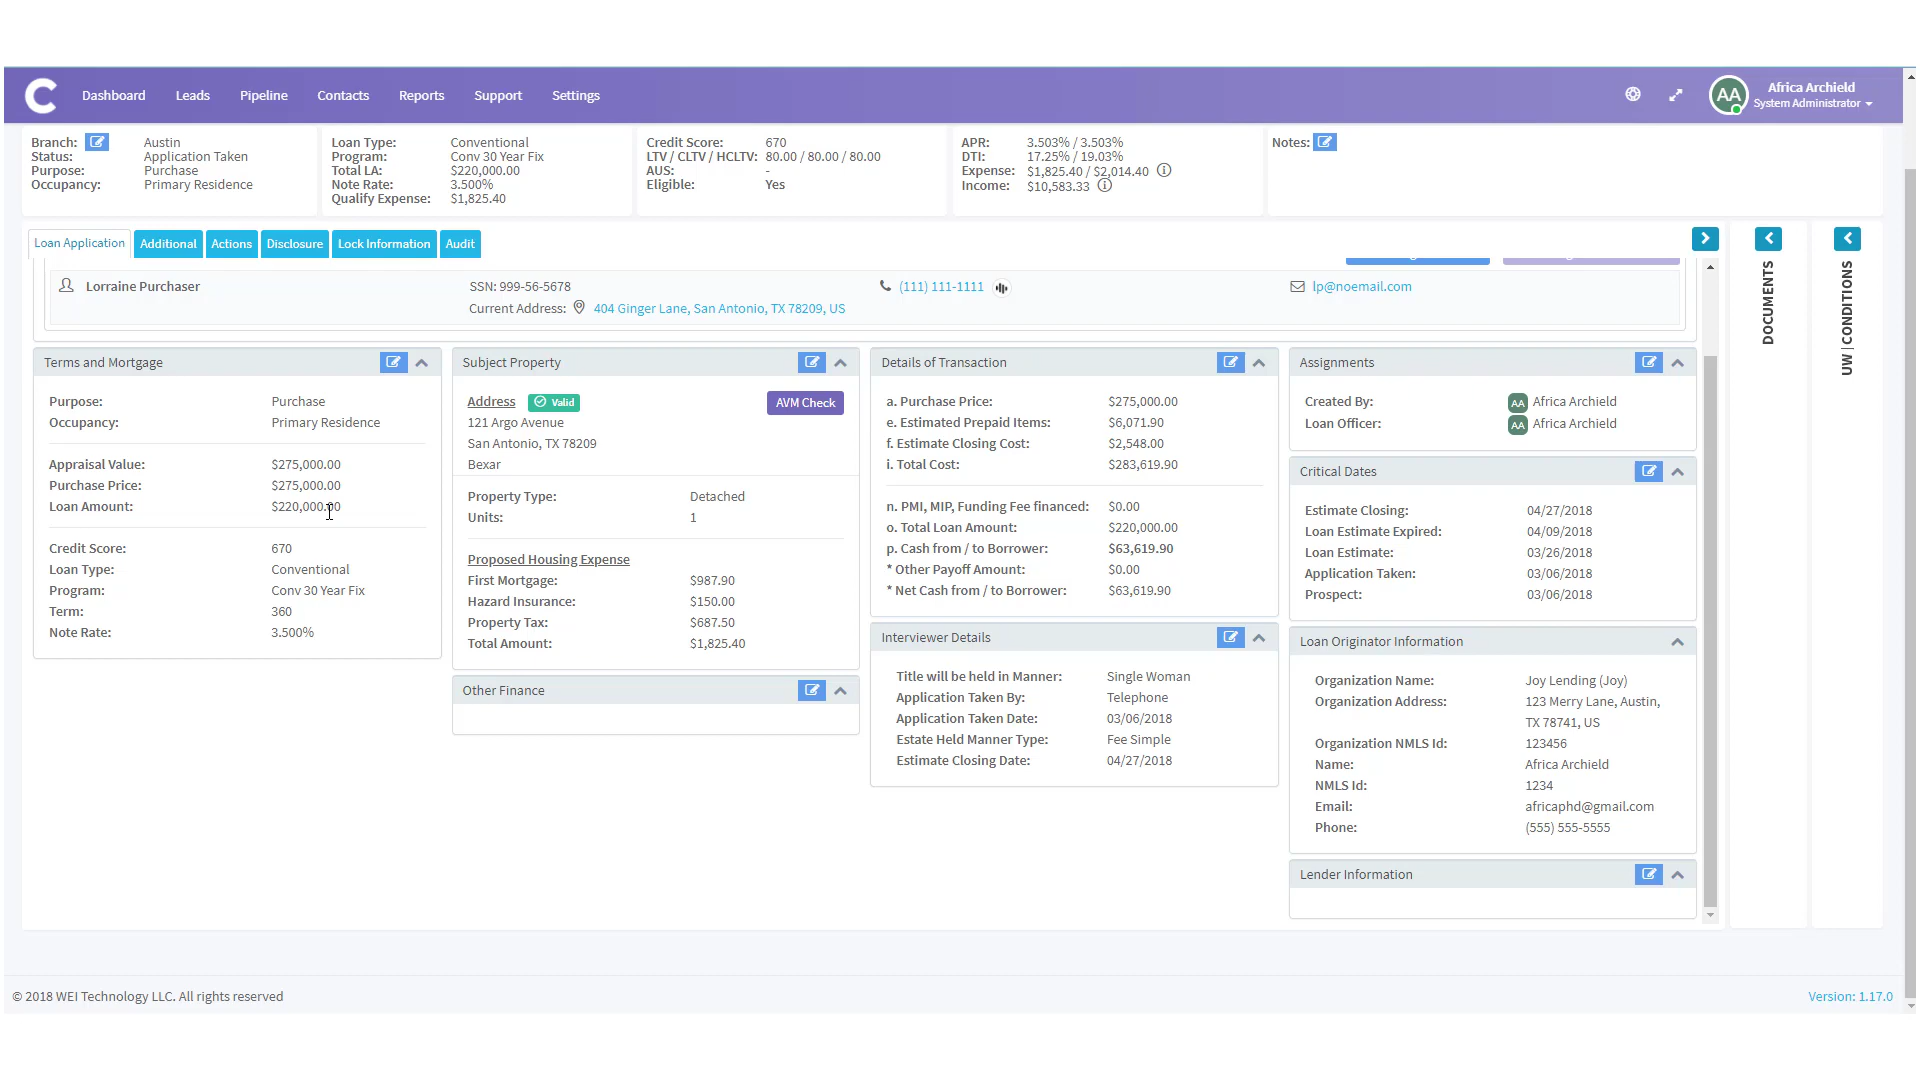 C Dashboard Leads Pipeline Contacts Reports Support Settings
AA Africa Archield
System Administrator
Branch: Austin
Status: Application Taken
Purpose: Purchase
Occupancy: Primary Residence
Loan Type: Conventional
Program: Conv 30 Year Fix
Total LA: $220,000.00
Note Rate: 3.500%
Qualify Expense: $1,825.40
Credit Score: 670
LTV / CLTV / HCLTV: 80.00 / 80.00 / 80.00
AUS: -
Eligible: Yes
APR: 3.503% / 3.503%
DTI: 17.25% / 19.03%
Expense: $1,825.40 / $2,014.40
Income: $10,583.33
Notes:
Loan Application Additional Actions Disclosure Lock Information Audit
Lorraine Purchaser SSN: 999-56-5678 (111) 111-1111 lp@noemail.com
Current Address: 404 Ginger Lane, San Antonio, TX 78209, US
Terms and Mortgage
Purpose: Purchase
Occupancy: Primary Residence
Appraisal Value: $275,000.00
Purchase Price: $275,000.00
Loan Amount: $220,000.00
Credit Score: 670
Loan Type: Conventional
Program: Conv 30 Year Fix
Term: 360
Note Rate: 3.500%
Subject Property
Address Valid AVM Check
121 Argo Avenue
San Antonio, TX 78209
Bexar
Property Type: Detached
Units: 1
Proposed Housing Expense
First Mortgage: $987.90
Hazard Insurance: $150.00
Property Tax: $687.50
Total Amount: $1,825.40
Other Finance
Details of Transaction
a. Purchase Price: $275,000.00
e. Estimated Prepaid Items: $6,071.90
f. Estimate Closing Cost: $2,548.00
i. Total Cost: $283,619.90
n. PMI, MIP, Funding Fee financed: $0.00
o. Total Loan Amount: $220,000.00
p. Cash from / to Borrower: $63,619.90
* Other Payoff Amount: $0.00
* Net Cash from / to Borrower: $63,619.90
Interviewer Details
Title will be held in Manner: Single Woman
Application Taken By: Telephone
Application Taken Date: 03/06/2018
Estate Held Manner Type: Fee Simple
Estimate Closing Date: 04/27/2018
Assignments
Created By: AA Africa Archield
Loan Officer: AA Africa Archield
Critical Dates
Estimate Closing: 04/27/2018
Loan Estimate Expired: 04/09/2018
Loan Estimate: 03/26/2018
Application Taken: 03/06/2018
Prospect: 03/06/2018
Loan Originator Information
Organization Name: Joy Lending (Joy)
Organization Address: 123 Merry Lane, Austin,
TX 78741, US
Organization NMLS Id: 123456
Name: Africa Archield
NMLS Id: 1234
Email: africaphd@gmail.com
Phone: (555) 555-5555
Lender Information
DOCUMENTS
UW | CONDITIONS
© 2018 WEI Technology LLC. All rights reserved
Version: 1.17.0